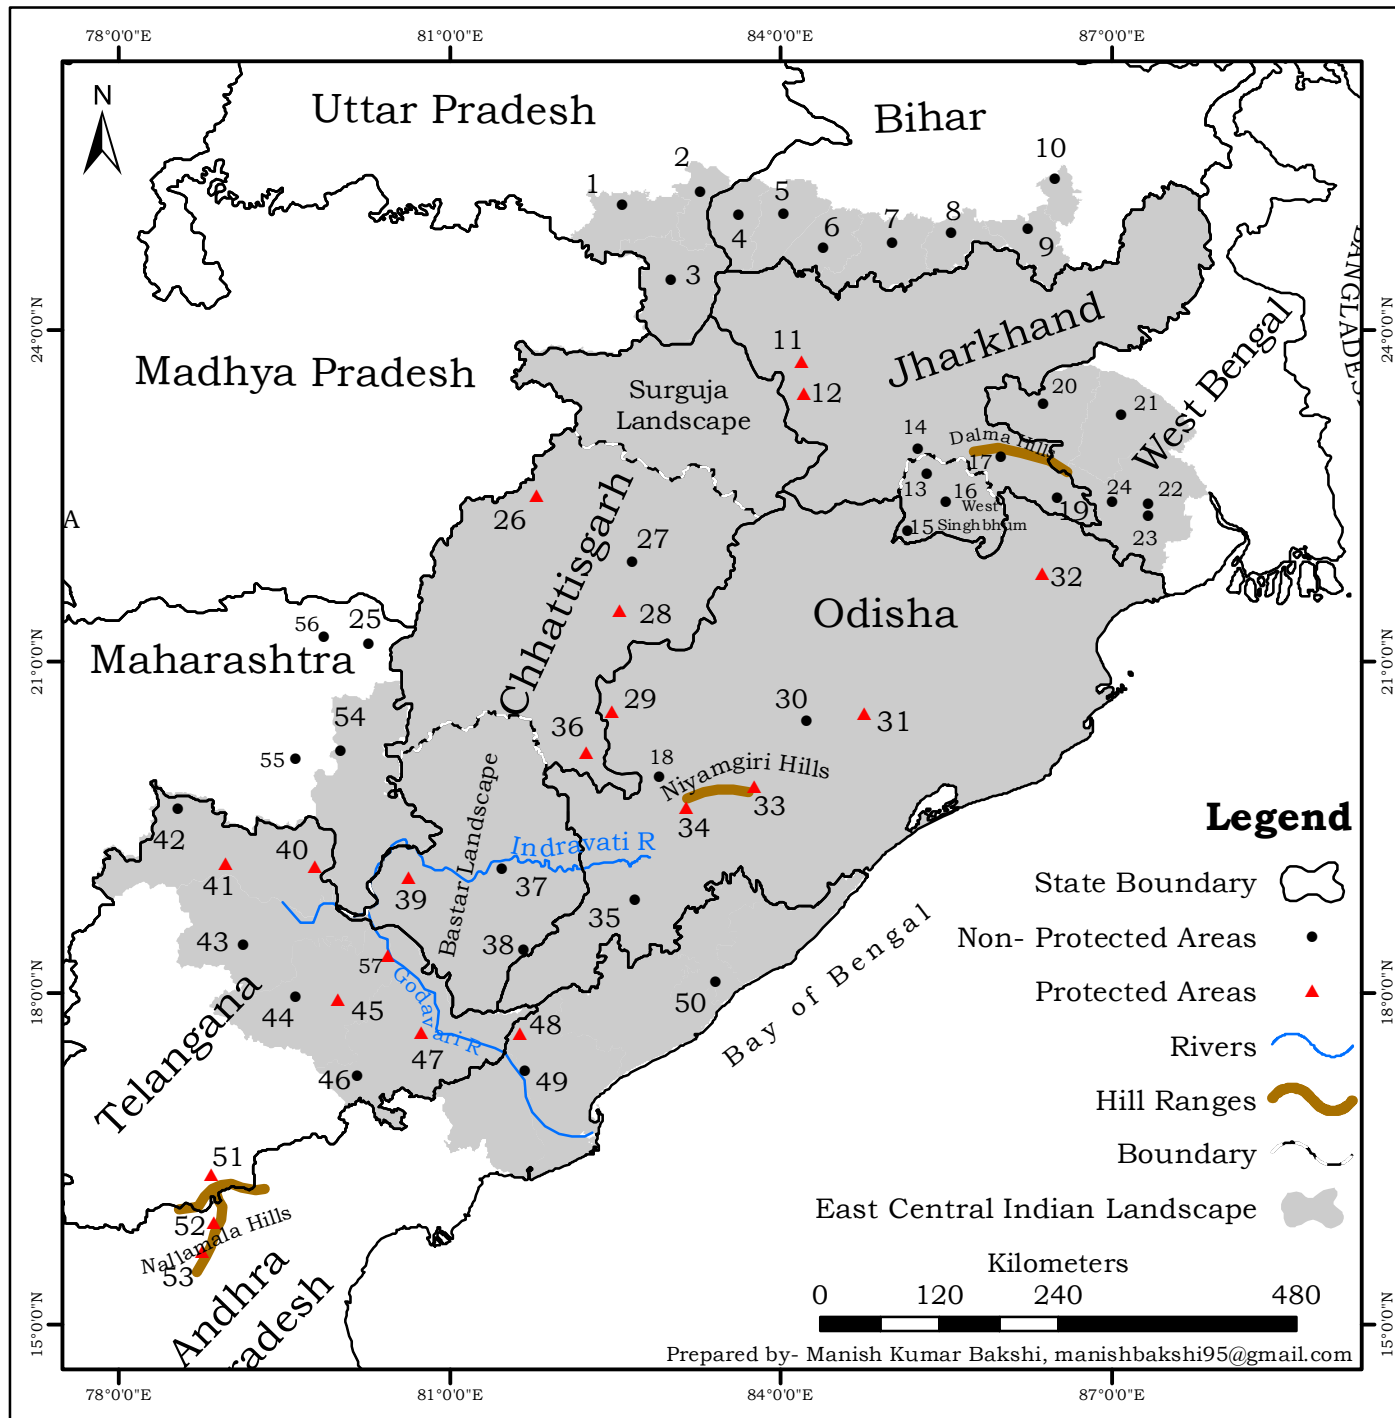 78°0'0"E
81°0'0"E
84°0'0"E
87°0'0"E
N
Uttar Pradesh
Bihar
10
2
1
5
4
6
7
8
9
3
BANGLADES
24°0'0"N
24°0'0"N
Jharkhand
West Bengal
Madhya Pradesh
11
12
Surguja
Landscape
20
21
14
Dalma Hill
17
13
16
West
Singhbhum
15
19
24
22
23
26
A
27
28
Chhattisgarh
32
Odisha
56
25
Maharashtra
21°0'0"N
21°0'0"N
29
30
31
54
55
36
18
Niyamgiri Hills
33
34
Bastar Landscape
42
41
40
39
Indravati R
37
35
43
38
57
Godavari R
44
45
50
Bay of Bengal
18°0'0"N
18°0'0"N
Telangana
48
47
46
49
51
52
Nallamala Hills
53
Andhra
radesh
Legend
State Boundary
Non- Protected Areas
Protected Areas
Rivers
Hill Ranges
Boundary
East Central Indian Landscape
Kilometers
0 120 240 480
15°0'0"N
15°0'0"N
Prepared by- Manish Kumar Bakshi, manishbakshi95@gmail.com
78°0'0"E
81°0'0"E
84°0'0"E
87°0'0"E